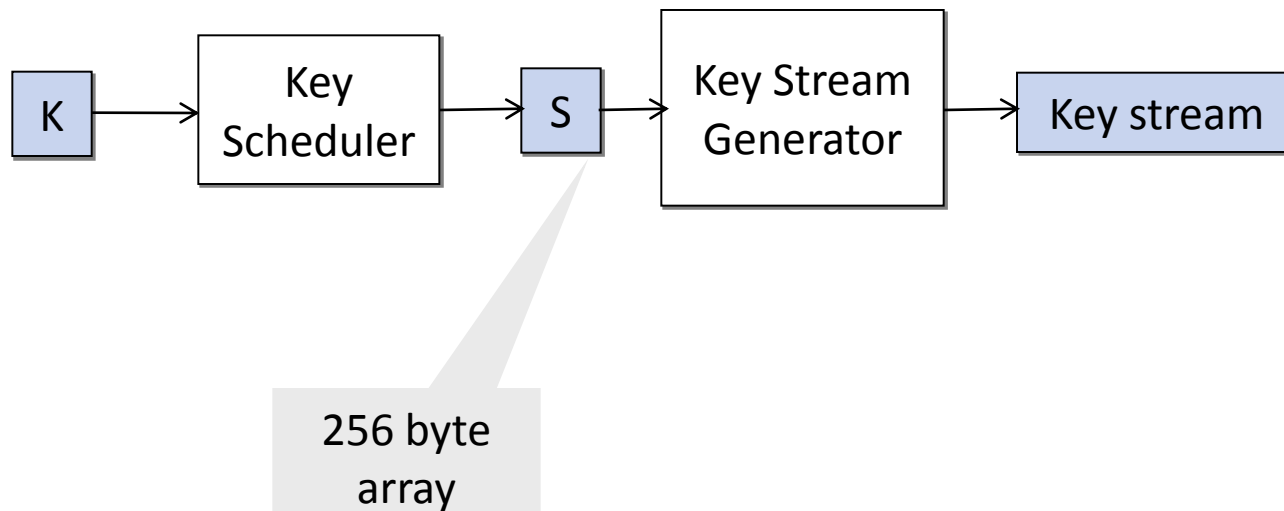 K
Key
Scheduler
S
Key Stream
Generator
Key stream
256 byte
array